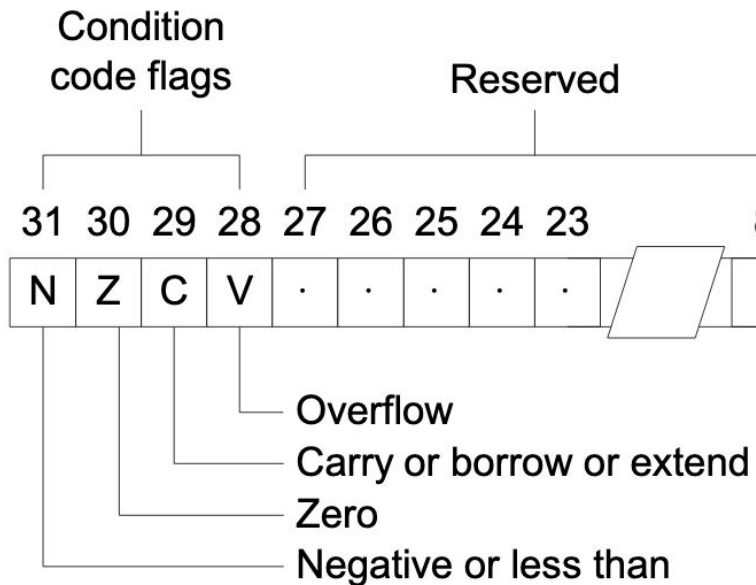 Condition
code flags
Reserved
31 30 29 28 27 26 25 24 23
N Z C V · · · · ·
Overflow
Carry or borrow or extend
Zero
Negative or less than